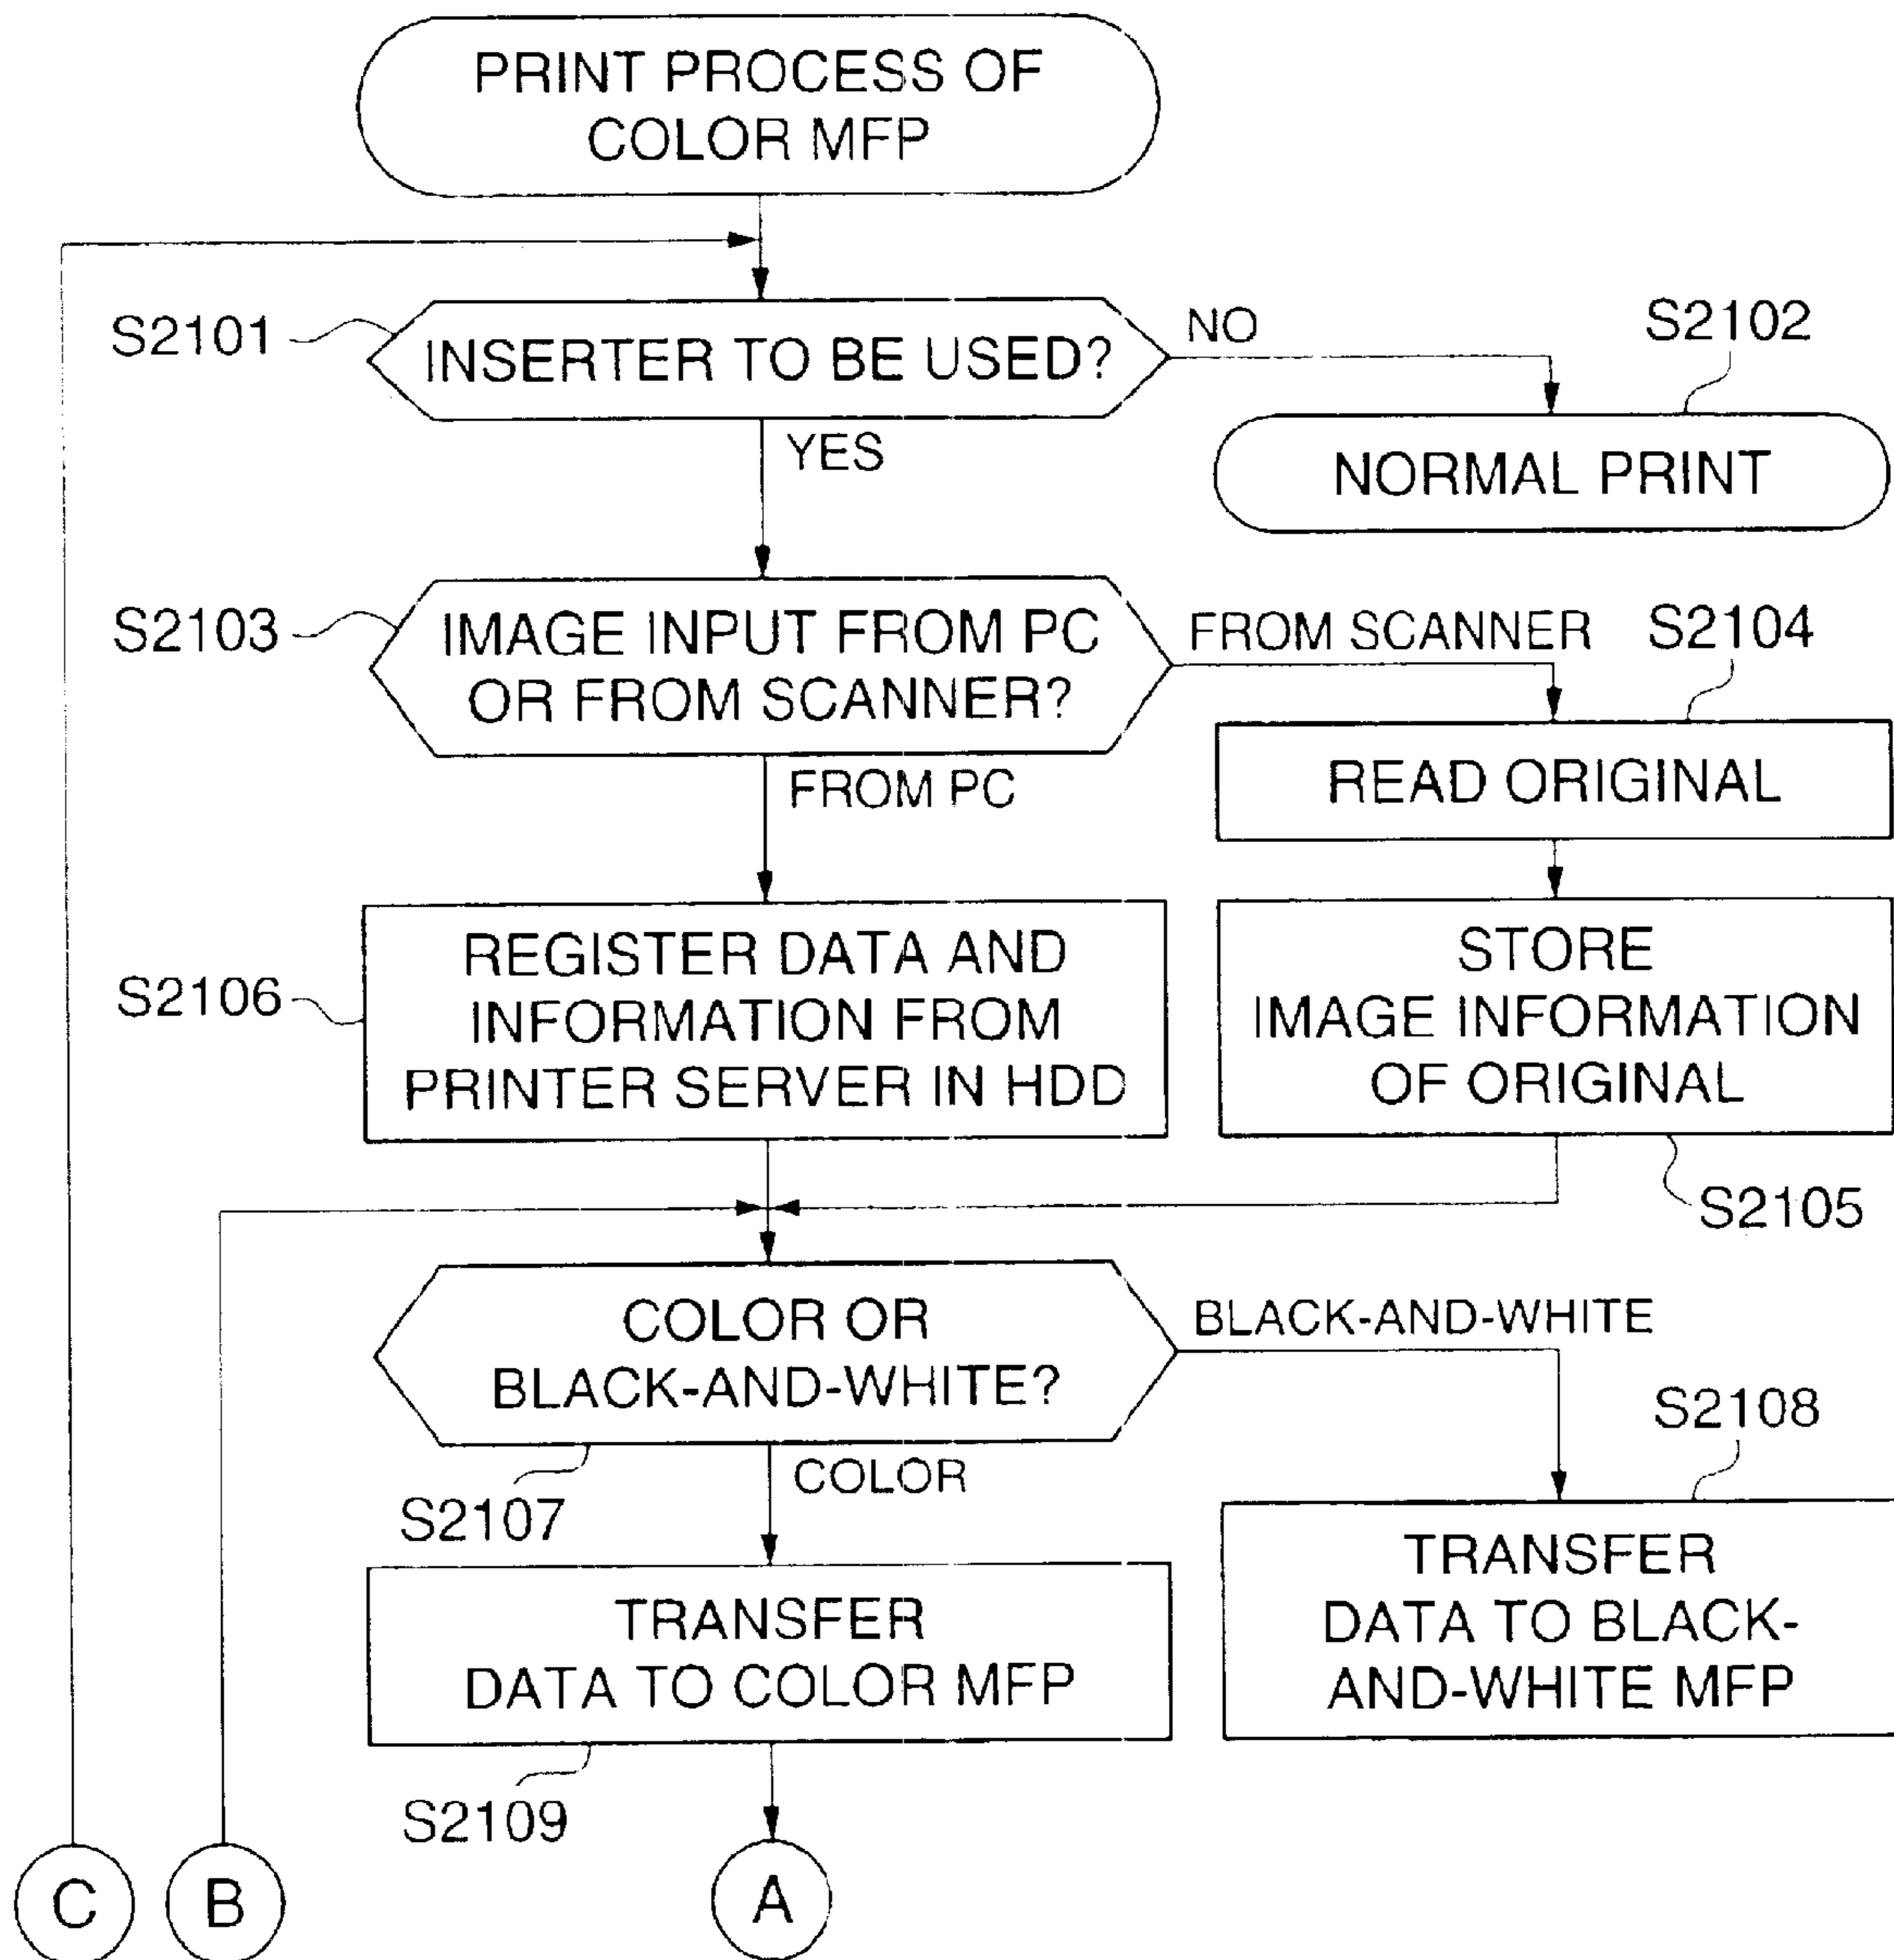 PRINT PROCESS OF
COLOR MFP
S2101
INSERTER TO BE USED?
NO
S2102
YES
NORMAL PRINT
S2103
IMAGE INPUT FROM PC
OR FROM SCANNER?
FROM SCANNER
S2104
FROM PC
READ ORIGINAL
S2106
REGISTER DATA AND
INFORMATION FROM
PRINTER SERVER IN HDD
STORE
IMAGE INFORMATION
OF ORIGINAL
S2105
COLOR OR
BLACK-AND-WHITE?
BLACK-AND-WHITE
S2107
COLOR
S2108
TRANSFER
DATA TO COLOR MFP
TRANSFER
DATA TO BLACK-
AND-WHITE MFP
S2109
C
B
A